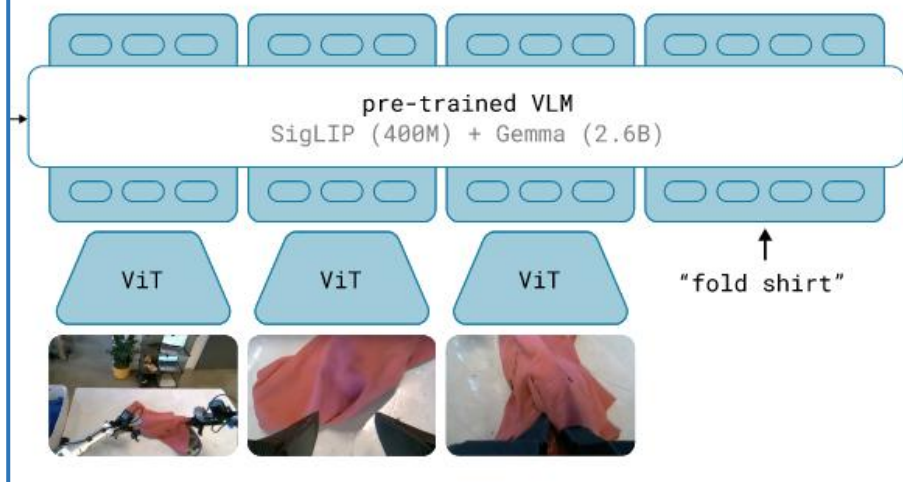 pre-trained VLM
SigLIP (400M) + Gemma (2.6B)
ViT
ViT
ViT
“fold shirt”